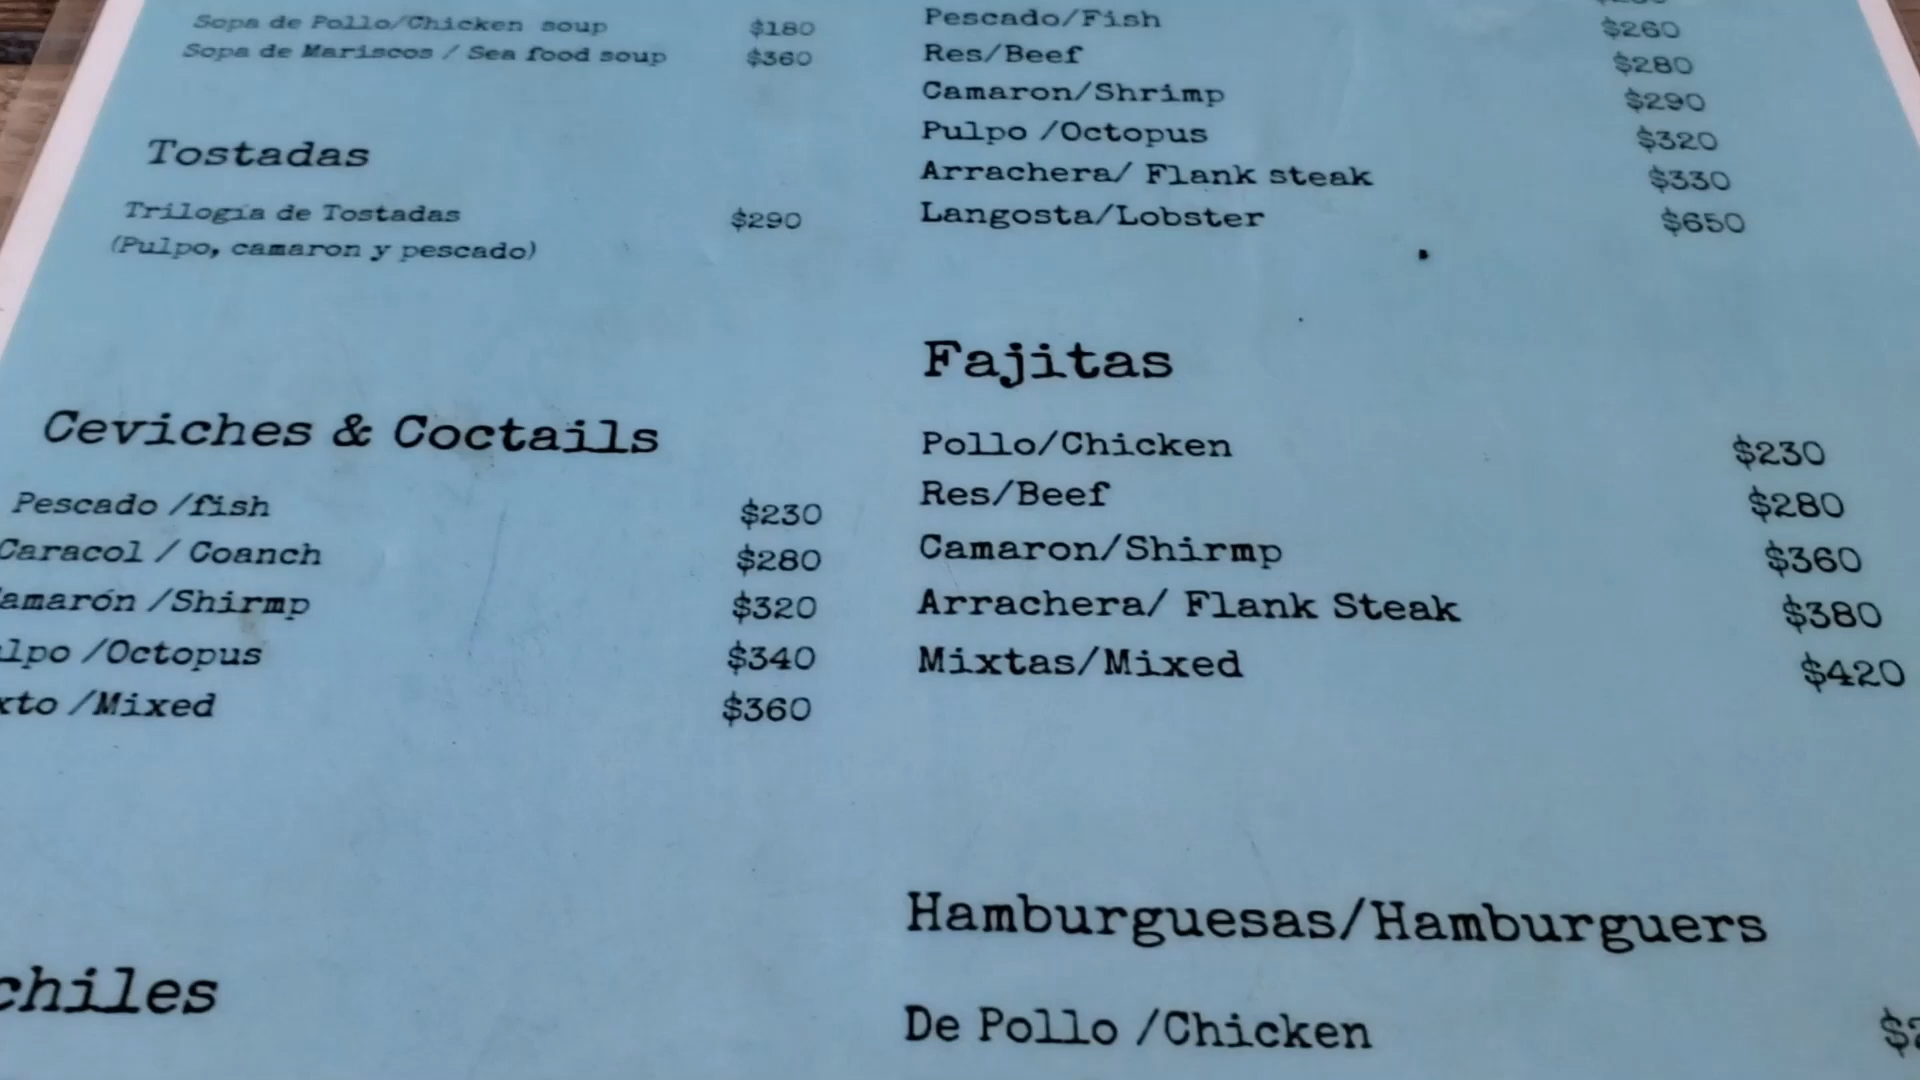 Sopa de Pollo/Chicken soup $180
Sopa de Mariscos / Sea food soup $360
Tostadas
Trilogía de Tostadas $290
(Pulpo, camaron y pescado)
Ceviches & Coctails
Pescado /fish $230
Caracol / Coanch $280
amarón /Shirmp $320
lpo /Octopus $340
xto /Mixed $360
chiles
Pescado/Fish $260
Res/Beef $280
Camaron/Shrimp $290
Pulpo /Octopus $320
Arrachera/ Flank steak $330
Langosta/Lobster $650
Fajitas
Pollo/Chicken $230
Res/Beef $280
Camaron/Shirmp $360
Arrachera/ Flank Steak $380
Mixtas/Mixed $420
Hamburguesas/Hamburguers
De Pollo /Chicken